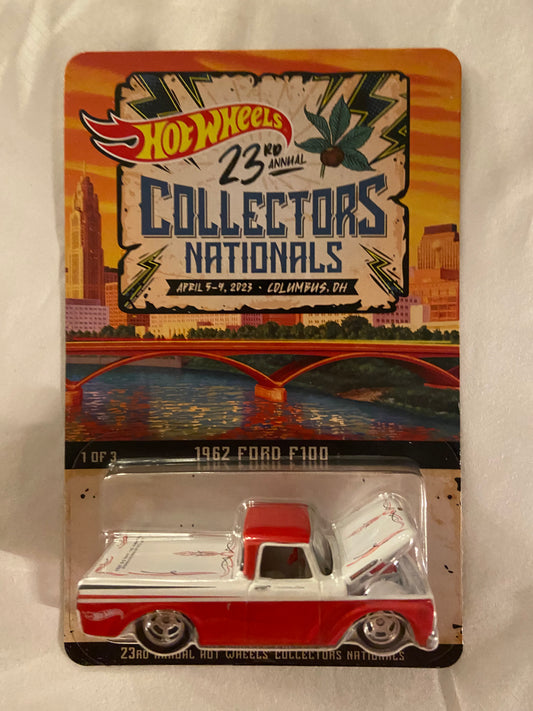 HOT WHEELS
23RD ANNUAL
COLLECTORS
NATIONALS
APRIL 5-9, 2023 · COLUMBUS, OH
1 OF 3
1962 FORD F100
23RD ANNUAL HOT WHEELS COLLECTORS NATIONALS